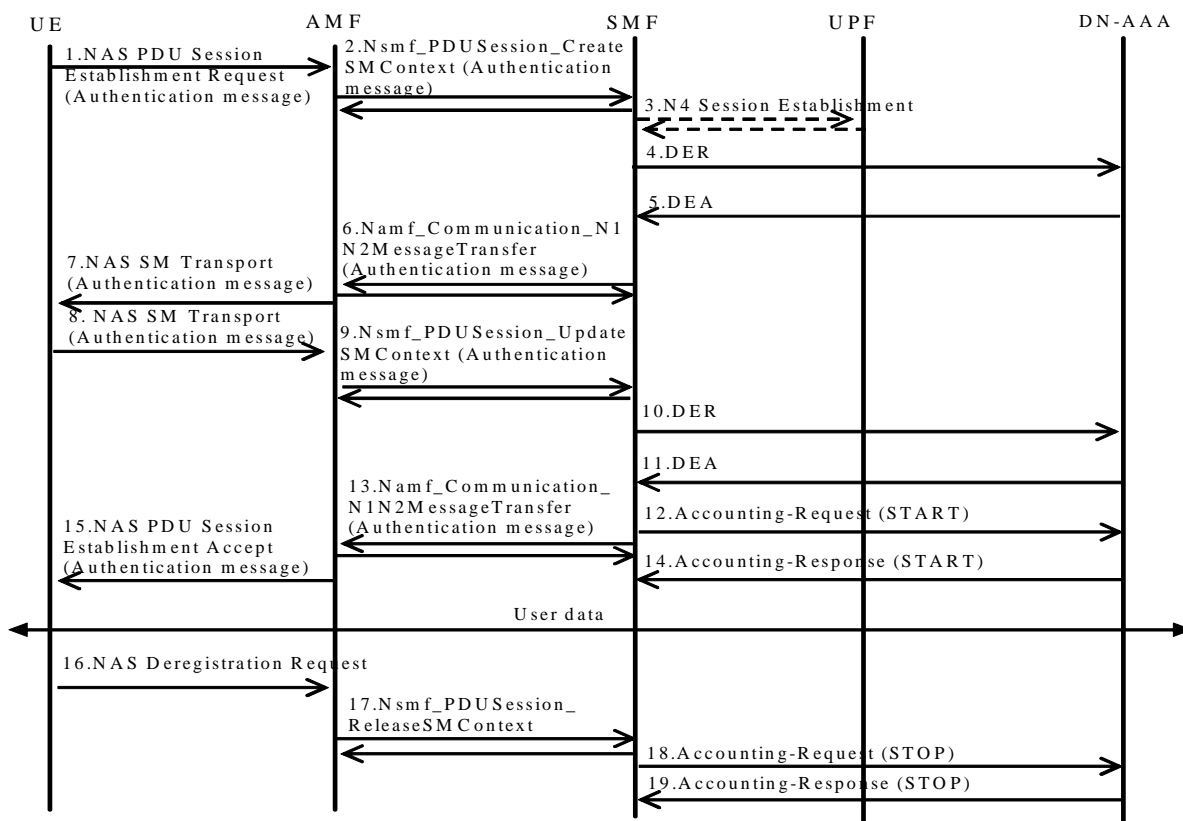 UE
AMF
SMF
UPF
DN-AAA
1.NAS PDU Session
Establishment Request
(Authentication message)
2.Nsmf_PDUSession_Create
SMContext (Authentication
message)
3.N4 Session Establishment
4.DER
5.DEA
6.Namf_Communication_N1
N2MessageTransfer
(Authentication message)
7.NAS SM Transport
(Authentication message)
8. NAS SM Transport
(Authentication message)
9.Nsmf_PDUSession_Update
SMContext (Authentication
message)
10.DER
11.DEA
13.Namf_Communication_
N1N2MessageTransfer
(Authentication message)
12.Accounting-Request (START)
15.NAS PDU Session
Establishment Accept
(Authentication message)
14.Accounting-Response (START)
User data
16.NAS Deregistration Request
17.Nsmf_PDUSession_
ReleaseSMContext
18.Accounting-Request (STOP)
19.Accounting-Response (STOP)